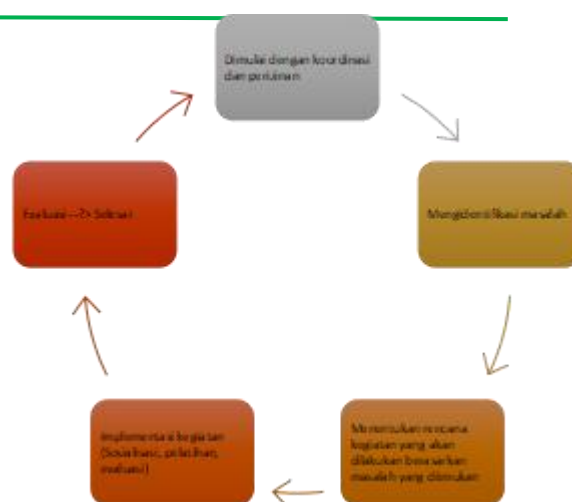 Dimulai dengan koordinasi
dan perizinan
Mengidentifikasi masalah
Menentukan rencana
kegiatan yang akan
dilakukan berasarkan
masalah yang ditemukan
Implementasi kegiatan
(Sosialisasi, pelatihan,
evaluasi)
Evaluasi --?> Selesai